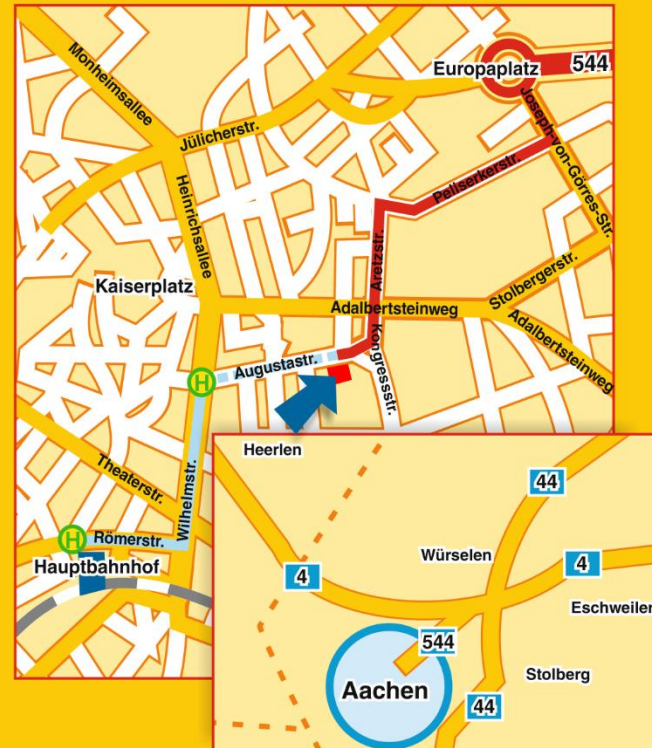 Europaplatz
544
Monheimsallee
Jülicherstr.
Joseph-von-Görres-Str.
Peliserkerstr.
Heinrichsallee
Aretzstr.
Kaiserplatz
Stolbergerstr.
Adalbertsteinweg
Adalbertsteinweg
Kongressstr.
Augustastr.
H
Heerlen
Theaterstr.
Wilhelmstr.
H
Römerstr.
Hauptbahnhof
44
Würselen
4
4
Eschweiler
544
Stolberg
Aachen
44